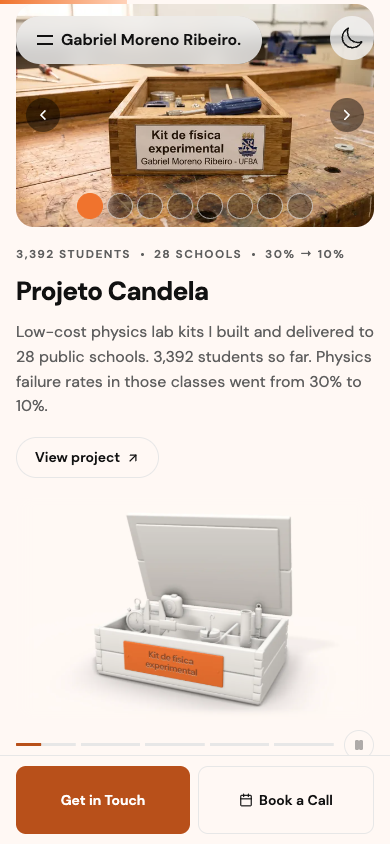 Gabriel Moreno Ribeiro.
Kit de física
experimental
Gabriel Moreno Ribeiro - UFBA
3,392 STUDENTS • 28 SCHOOLS • 30% → 10%
Projeto Candela
Low-cost physics lab kits I built and delivered to
28 public schools. 3,392 students so far. Physics
failure rates in those classes went from 30% to
10%.
View project
Kit de física
experimental
Get in Touch
Book a Call